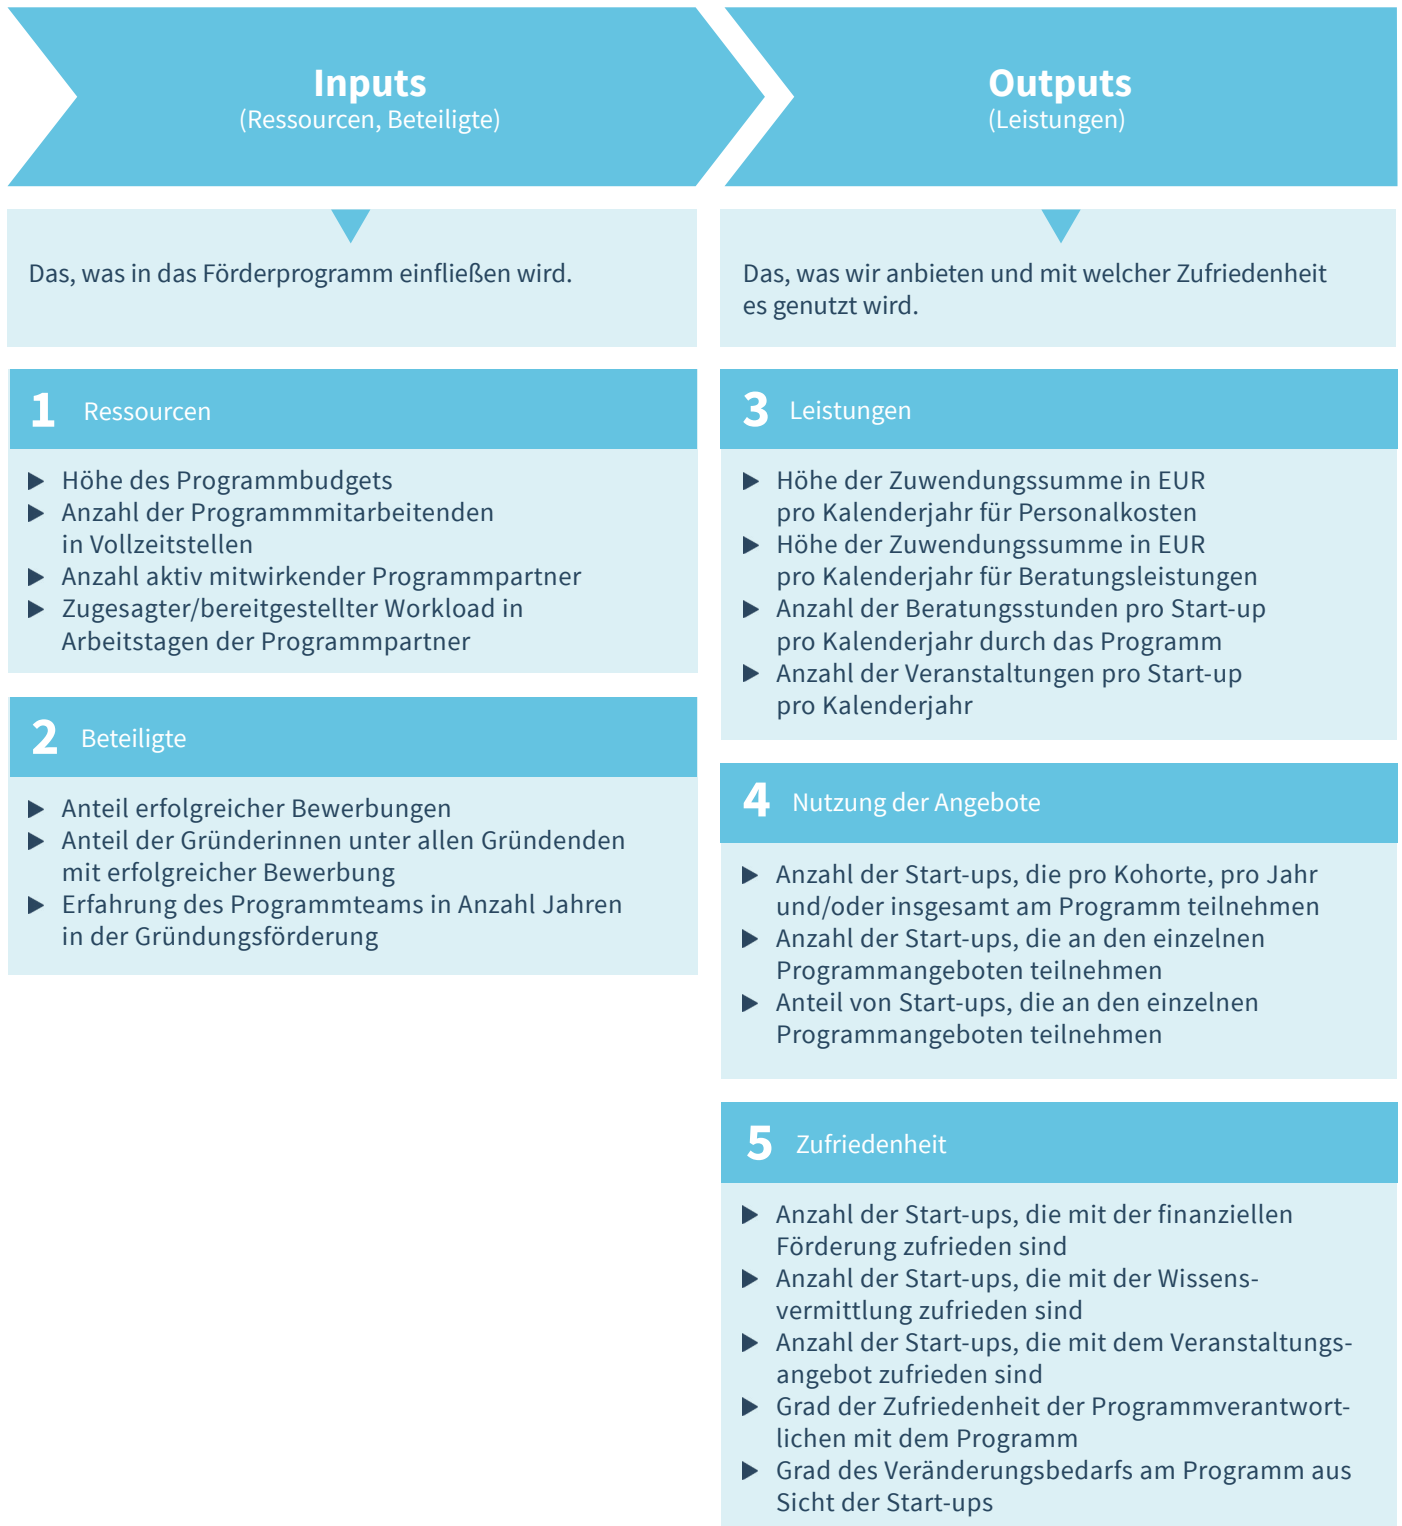 Inputs
(Ressourcen, Beteiligte)
Das, was in das Förderprogramm einfließen wird.
1 Ressourcen
▶ Höhe des Programmbudgets
▶ Anzahl der Programmmitarbeitenden
in Vollzeitstellen
▶ Anzahl aktiv mitwirkender Programmpartner
▶ Zugesagter/bereitgestellter Workload in
Arbeitstagen der Programmpartner
2 Beteiligte
▶ Anteil erfolgreicher Bewerbungen
▶ Anteil der Gründerinnen unter allen Gründenden
mit erfolgreicher Bewerbung
▶ Erfahrung des Programmteams in Anzahl Jahren
in der Gründungsförderung
Outputs
(Leistungen)
Das, was wir anbieten und mit welcher Zufriedenheit
es genutzt wird.
3 Leistungen
▶ Höhe der Zuwendungssumme in EUR
pro Kalenderjahr für Personalkosten
▶ Höhe der Zuwendungssumme in EUR
pro Kalenderjahr für Beratungsleistungen
▶ Anzahl der Beratungsstunden pro Start-up
pro Kalenderjahr durch das Programm
▶ Anzahl der Veranstaltungen pro Start-up
pro Kalenderjahr
4 Nutzung der Angebote
▶ Anzahl der Start-ups, die pro Kohorte, pro Jahr
und/oder insgesamt am Programm teilnehmen
▶ Anzahl der Start-ups, die an den einzelnen
Programmangeboten teilnehmen
▶ Anteil von Start-ups, die an den einzelnen
Programmangeboten teilnehmen
5 Zufriedenheit
▶ Anzahl der Start-ups, die mit der finanziellen
Förderung zufrieden sind
▶ Anzahl der Start-ups, die mit der Wissens-
vermittlung zufrieden sind
▶ Anzahl der Start-ups, die mit dem Veranstaltungs-
angebot zufrieden sind
▶ Grad der Zufriedenheit der Programmverantwort-
lichen mit dem Programm
▶ Grad des Veränderungsbedarfs am Programm aus
Sicht der Start-ups